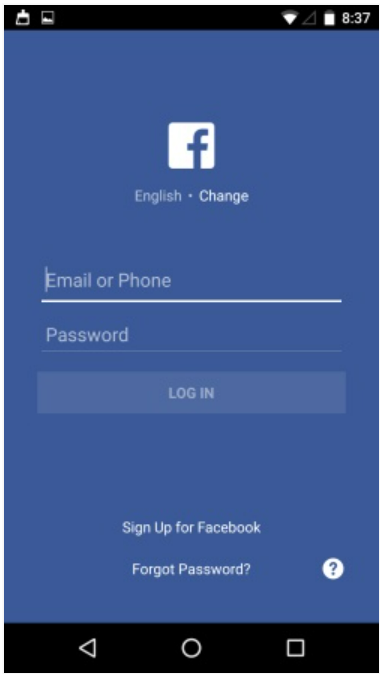 8:37
f
English • Change
Email or Phone
Password
LOG IN
Sign Up for Facebook
Forgot Password?
?